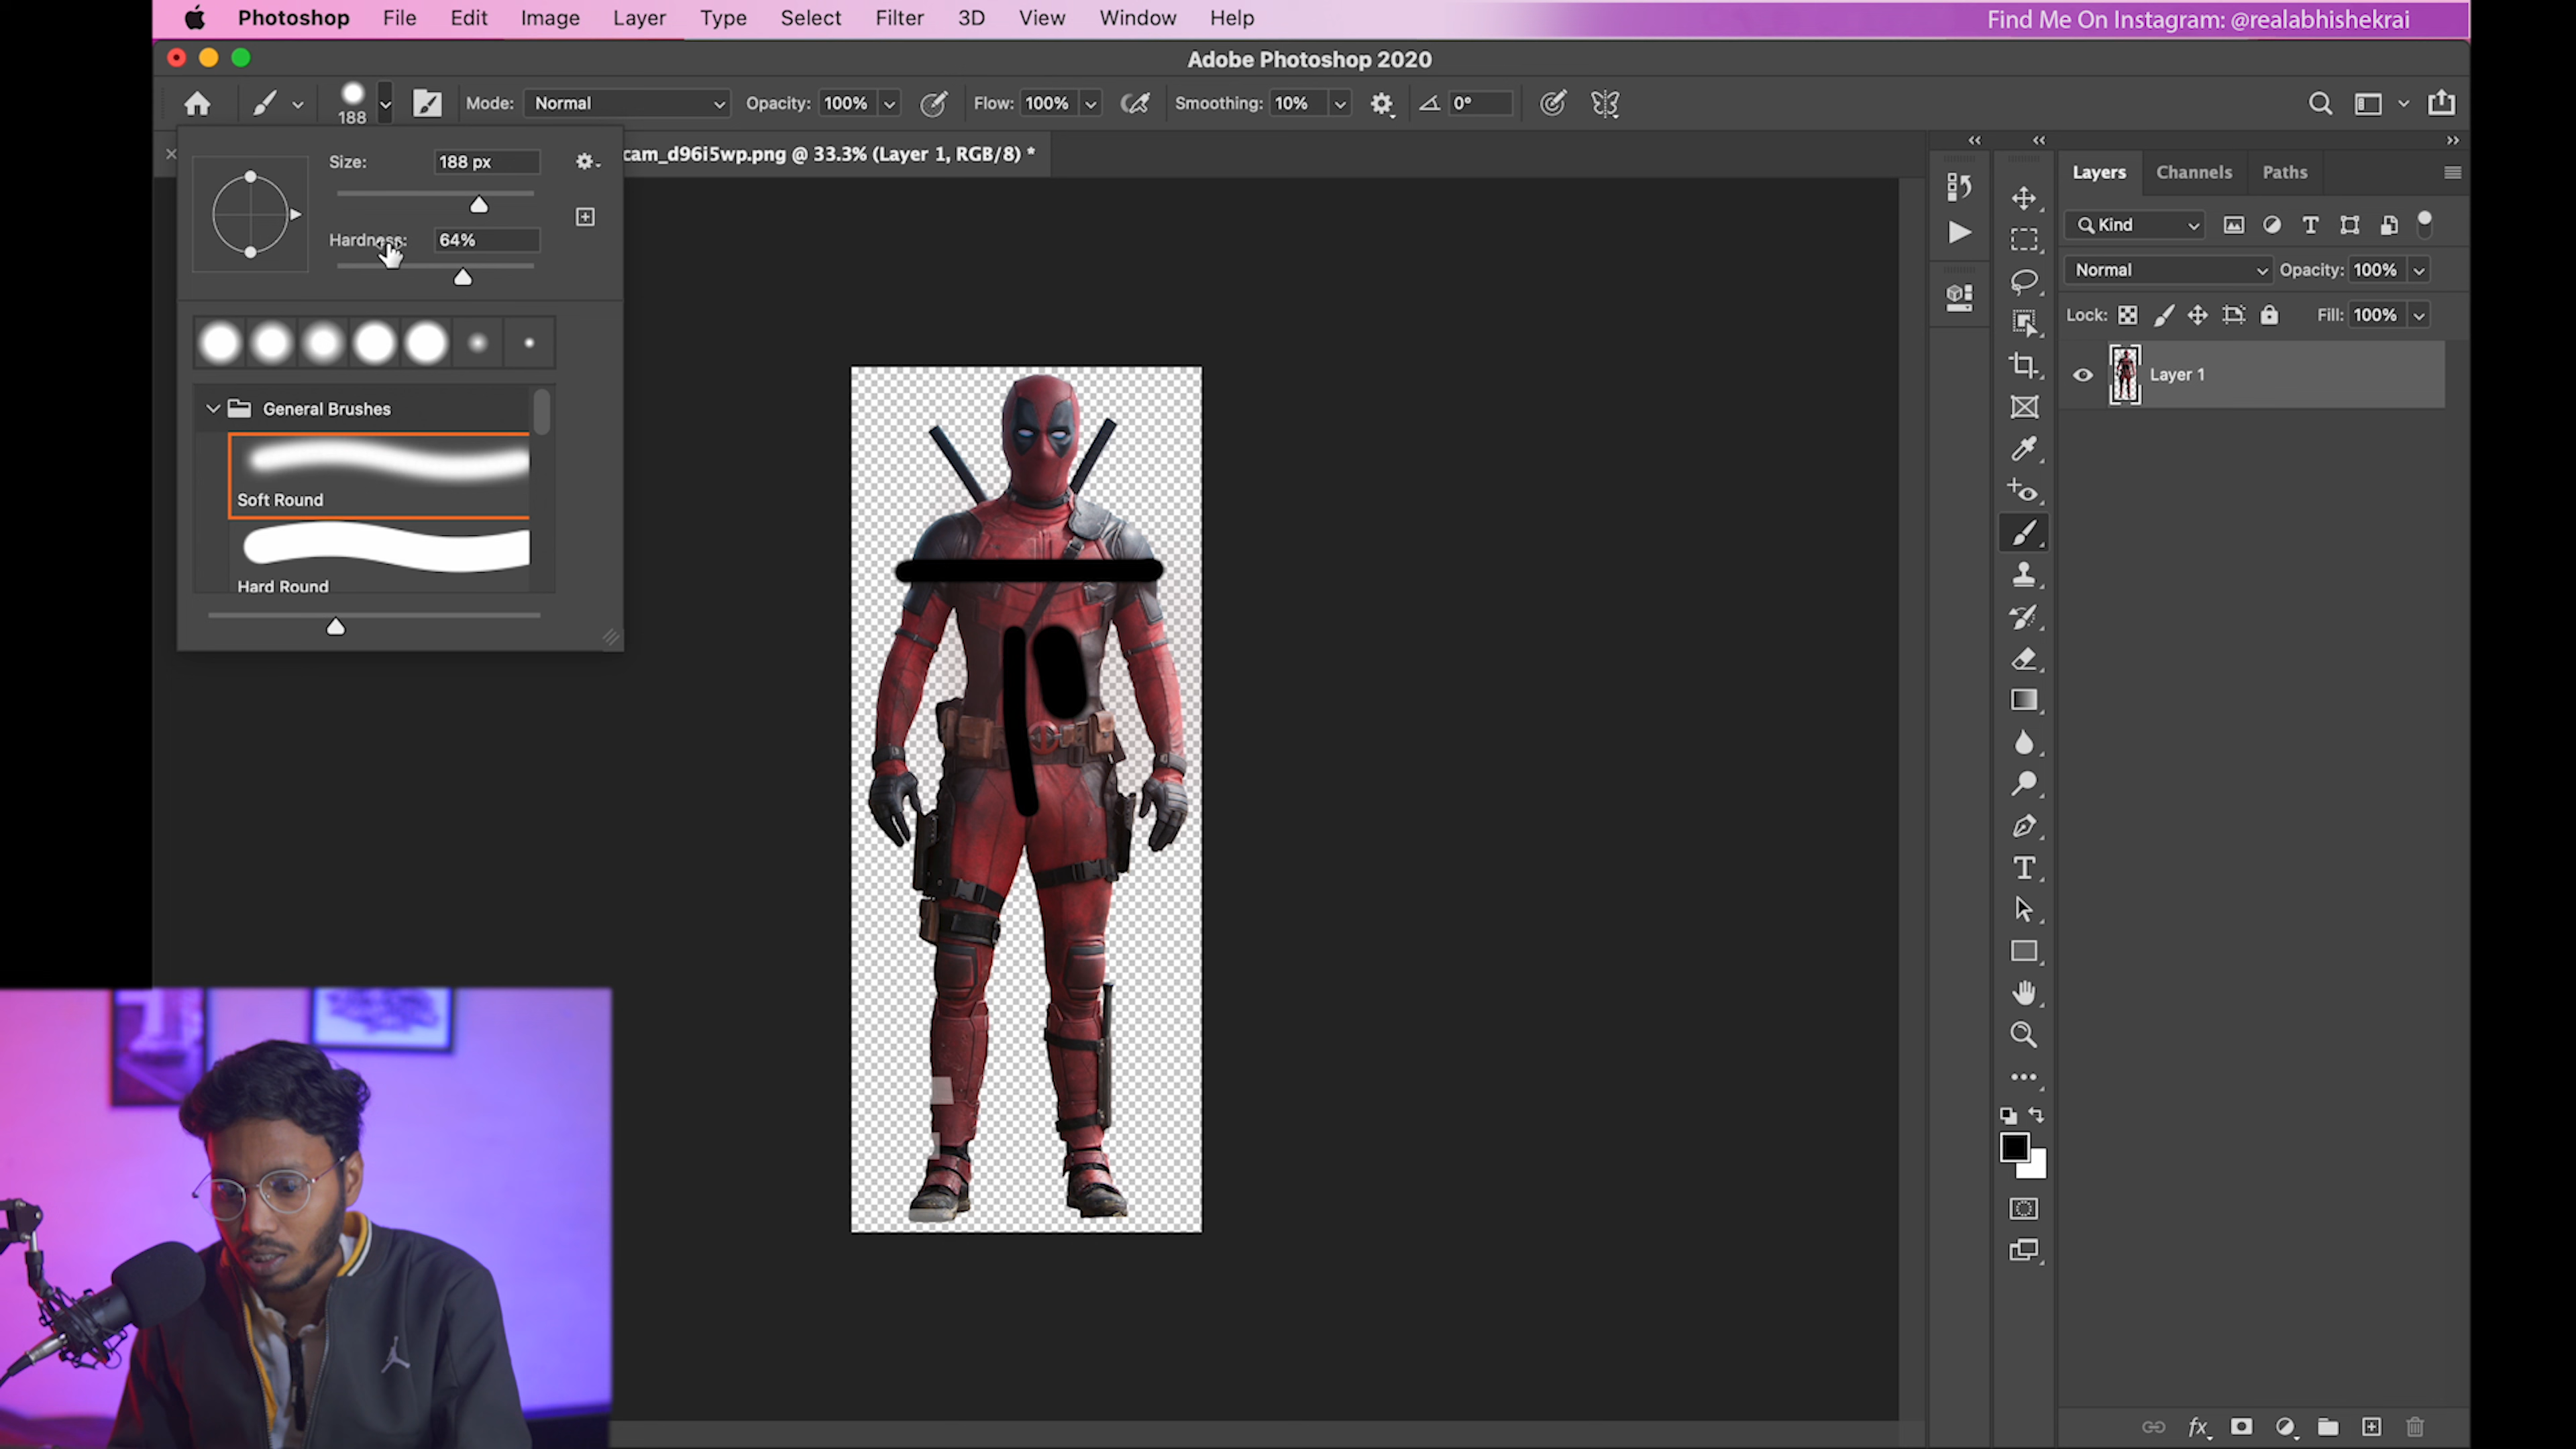 Photoshop File Edit Image Layer Type Select Filter 3D View Window Help
Find Me On Instagram: @realabhishekrai
Adobe Photoshop 2020
188 Mode: Normal Opacity: 100% Flow: 100% Smoothing: 10% 0°
cam_d96i5wp.png @ 33.3% (Layer 1, RGB/8) *
Size: 188 px
Hardness: 64%
General Brushes
Soft Round
Hard Round
Layers Channels Paths
Kind
Normal Opacity: 100%
Lock: Fill: 100%
Layer 1